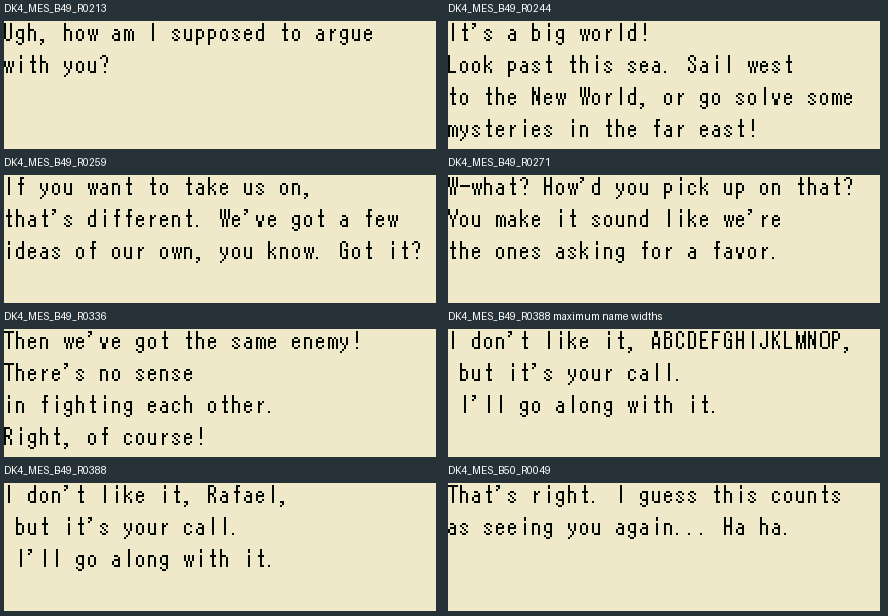 DK4_MES_B49_R0213
Ugh, how am I supposed to argue
with you?
DK4_MES_B49_R0244
It's a big world!
Look past this sea. Sail west
to the New World, or go solve some
mysteries in the far east!
DK4_MES_B49_R0259
If you want to take us on,
that's different. We've got a few
ideas of our own, you know. Got it?
DK4_MES_B49_R0271
W-what? How'd you pick up on that?
You make it sound like we're
the ones asking for a favor.
DK4_MES_B49_R0336
Then we've got the same enemy!
There's no sense
in fighting each other.
Right, of course!
DK4_MES_B49_R0388 maximum name widths
I don't like it, ABCDEFGHIJKLMNOP,
but it's your call.
I'll go along with it.
DK4_MES_B49_R0388
I don't like it, Rafael,
but it's your call.
I'll go along with it.
DK4_MES_B50_R0049
That's right. I guess this counts
as seeing you again... Ha ha.